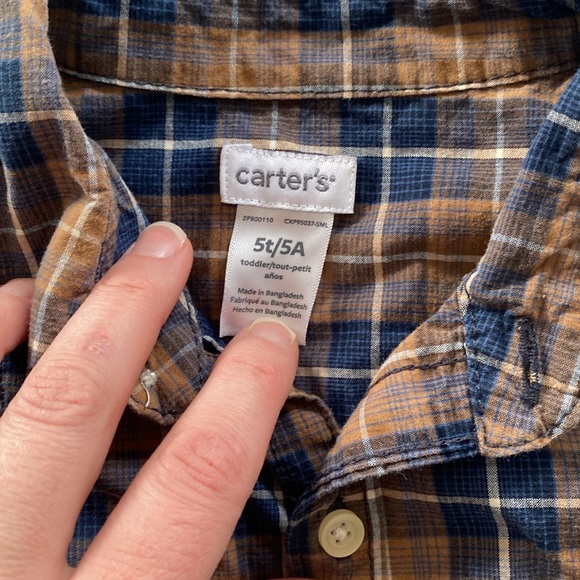 carter's®
2P800110 CXP95037-SML
5t/5A
toddler/tout-petit
años
Made in Bangladesh
Fabriqué au Bangladesh
Hecho en Bangladesh